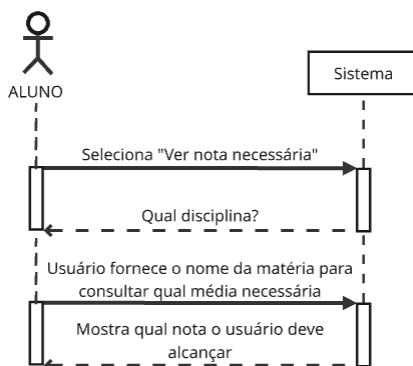 ALUNO
Sistema
Seleciona "Ver nota necessária"
Qual disciplina?
Usuário fornece o nome da matéria para
consultar qual média necessária
Mostra qual nota o usuário deve
alcançar